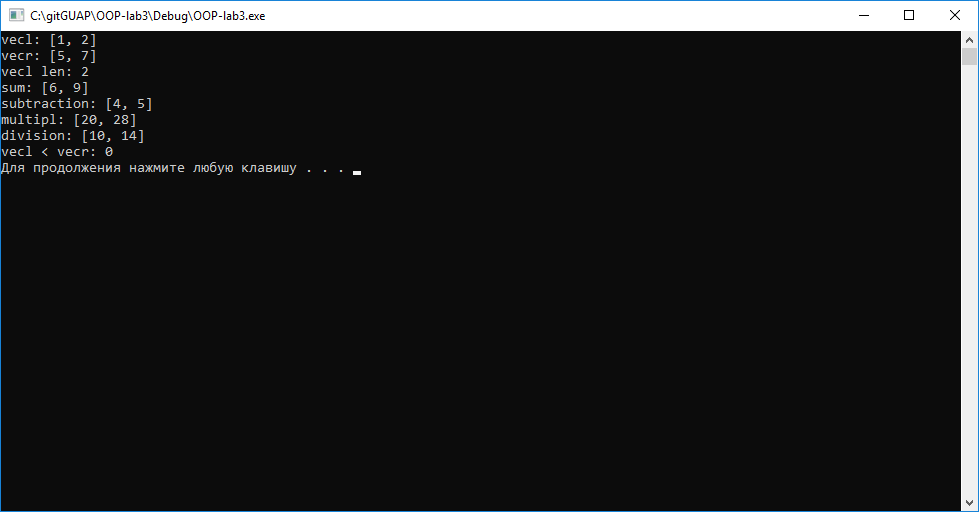 C:\gitGUAP\OOP-lab3\Debug\OOP-lab3.exe
vecl: [1, 2]
vecr: [5, 7]
vecl len: 2
sum: [6, 9]
subtraction: [4, 5]
multipl: [20, 28]
division: [10, 14]
vecl < vecr: 0
Для продолжения нажмите любую клавишу . . .